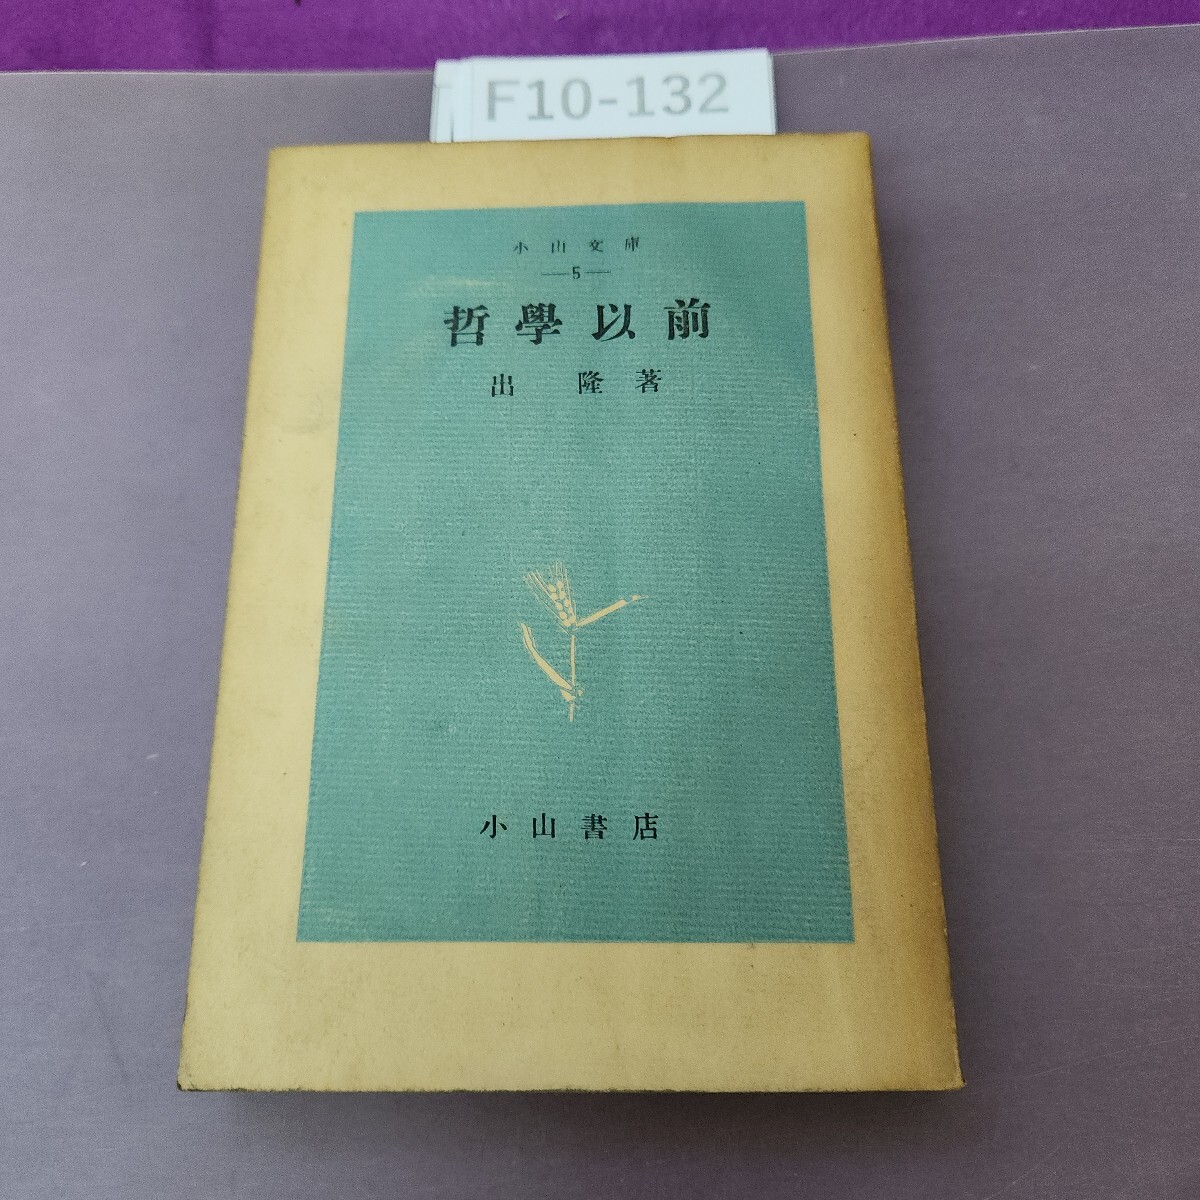 F10-132
小山文庫
—5—
哲學以前
出 隆 著
小山書店